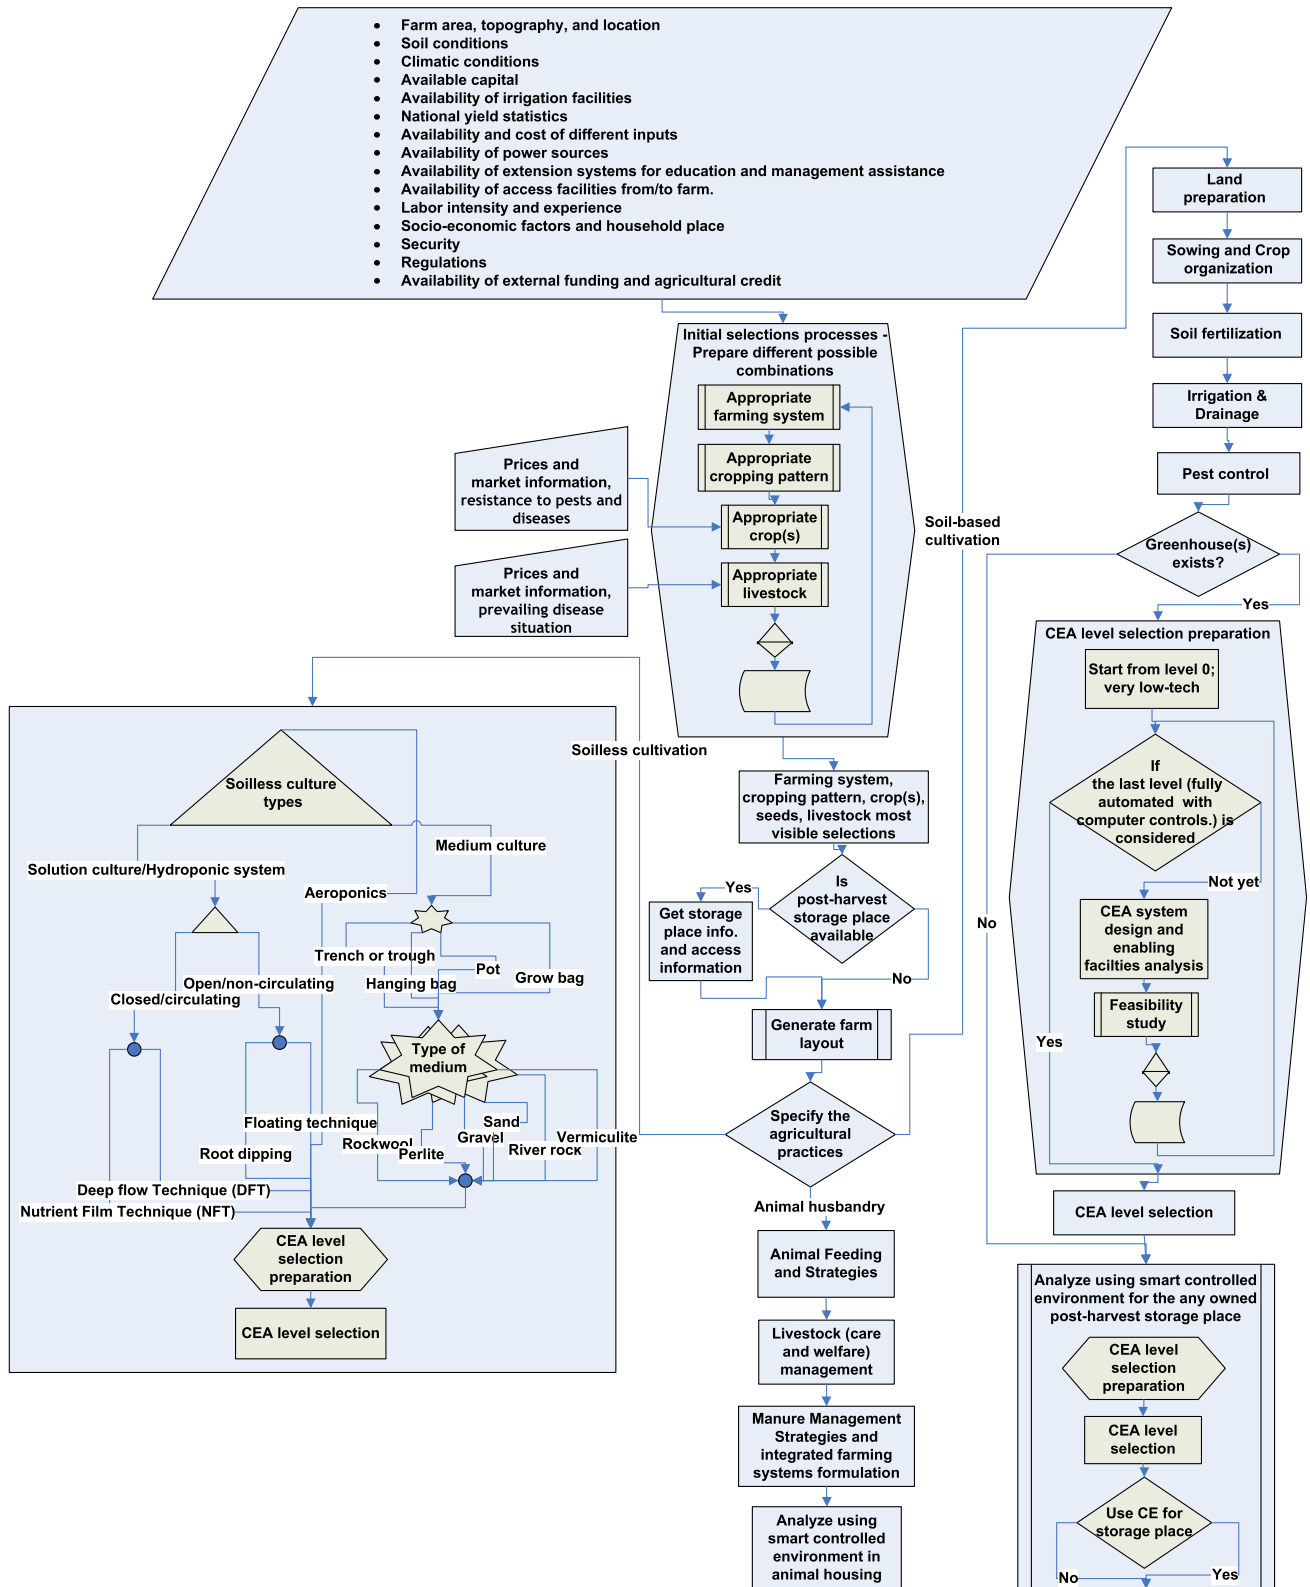 • Farm area, topography, and location
• Soil conditions
• Climatic conditions
• Available capital
• Availability of irrigation facilities
• National yield statistics
• Availability and cost of different inputs
• Availability of power sources
• Availability of extension systems for education and management assistance
• Availability of access facilities from/to farm.
• Labor intensity and experience
• Socio-economic factors and household place
• Security
• Regulations
• Availability of external funding and agricultural credit
Initial selections processes -
Prepare different possible
combinations
Appropriate
farming system
Appropriate
cropping pattern
Appropriate
crop(s)
Appropriate
livestock
Prices and
market information,
resistance to pests and
diseases
Prices and
market information,
prevailing disease
situation
Farming system,
cropping pattern, crop(s),
seeds, livestock most
visible selections
Is
post-harvest
storage place
available
Yes
Get storage
place info.
and access
information
No
Generate farm
layout
Specify the
agricultural
practices
Soilless cultivation
Soilless culture
types
Solution culture/Hydroponic system
Medium culture
Aeroponics
Closed/circulating
Open/non-circulating
Trench or trough
Hanging bag
Pot
Grow bag
Type of
medium
Floating technique
Root dipping
Deep flow Technique (DFT)
Nutrient Film Technique (NFT)
Rockwool
Perlite
Gravel
Sand
River rock
Vermiculite
CEA level
selection
preparation
CEA level selection
Animal husbandry
Animal Feeding
and Strategies
Livestock (care
and welfare)
management
Manure Management
Strategies and
integrated farming
systems formulation
Analyze using
smart controlled
environment in
animal housing
Soil-based
cultivation
Land
preparation
Sowing and Crop
organization
Soil fertilization
Irrigation &
Drainage
Pest control
Greenhouse(s)
exists?
Yes
No
CEA level selection preparation
Start from level 0;
very low-tech
If
the last level (fully
automated with
computer controls.) is
considered
Not yet
CEA system
design and
enabling
facilties analysis
Feasibility
study
Yes
CEA level selection
Analyze using smart controlled
environment for the any owned
post-harvest storage place
CEA level
selection
preparation
CEA level
selection
Use CE for
storage place
No
Yes